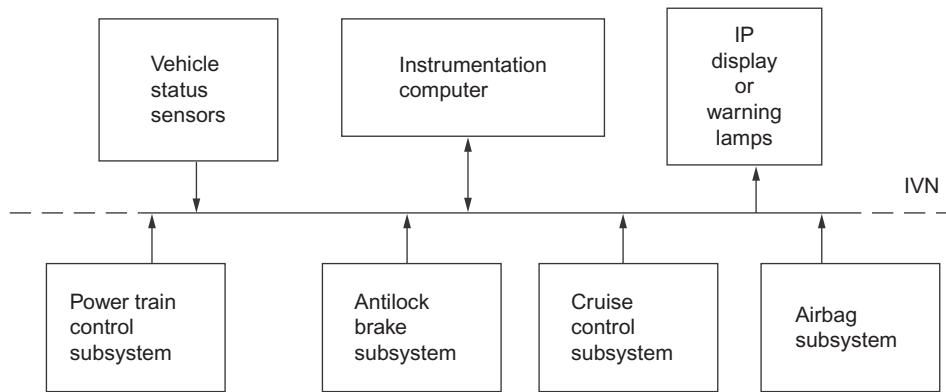 Vehicle
status
sensors
Instrumentation
computer
IP
display
or
warning
lamps
IVN
Power train
control
subsystem
Antilock
brake
subsystem
Cruise
control
subsystem
Airbag
subsystem